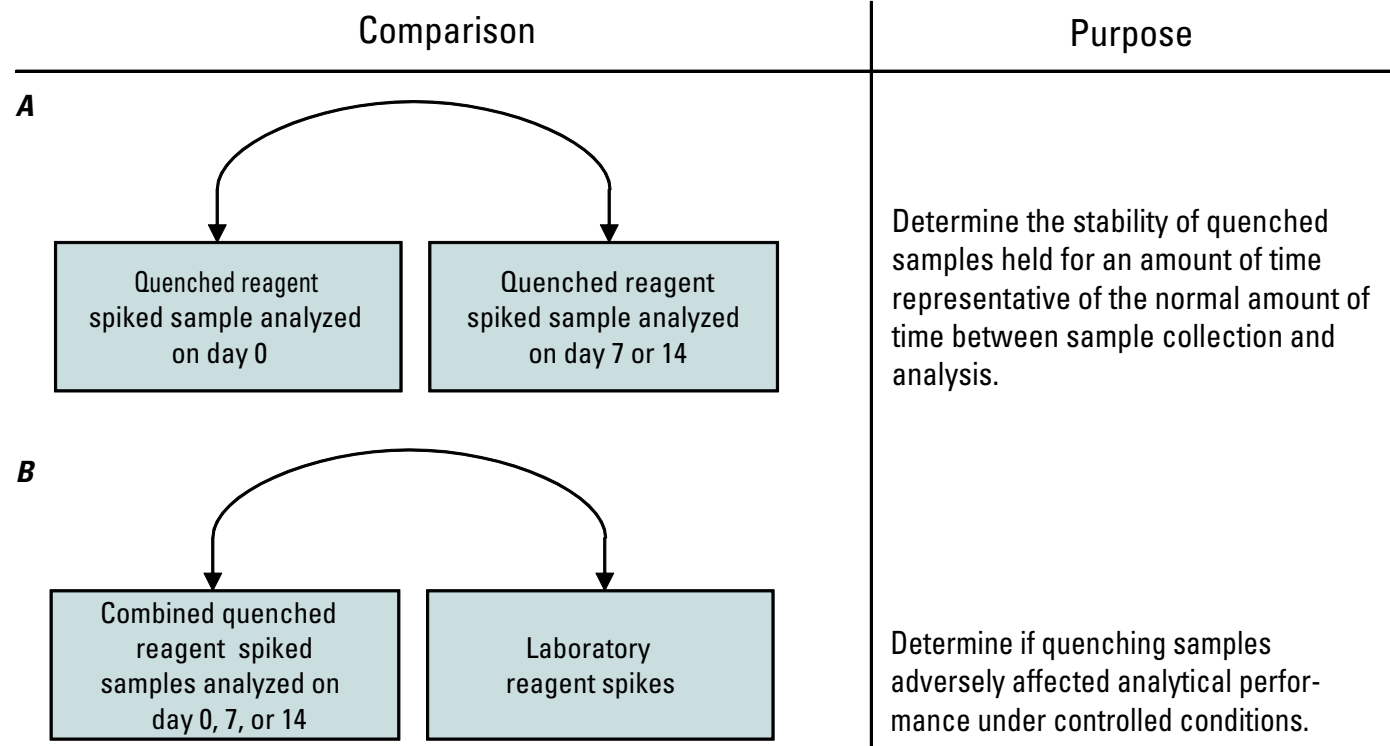 Comparison
Purpose
A
Quenched reagent
spiked sample analyzed
on day 0
Quenched reagent
spiked sample analyzed
on day 7 or 14
Determine the stability of quenched
samples held for an amount of time
representative of the normal amount of
time between sample collection and
analysis.
B
Combined quenched
reagent spiked
samples analyzed on
day 0, 7, or 14
Laboratory
reagent spikes
Determine if quenching samples
adversely affected analytical perfor-
mance under controlled conditions.